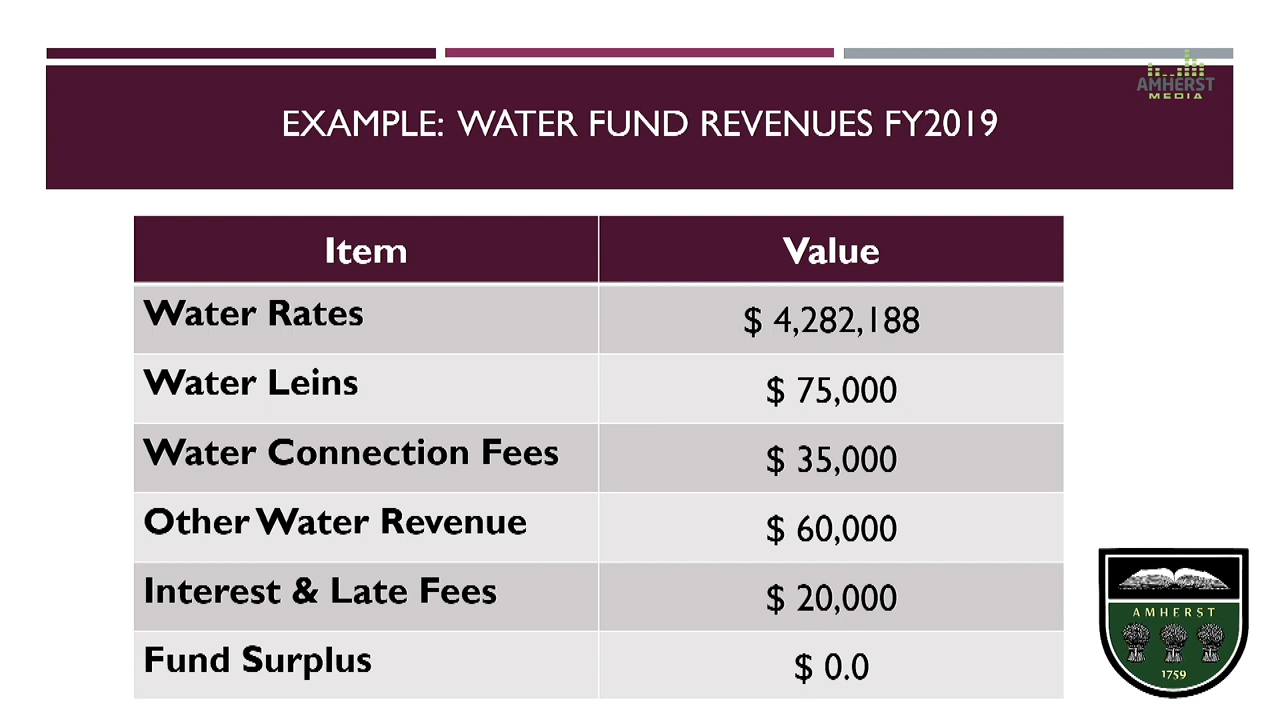 AMHERST
MEDIA
EXAMPLE: WATER FUND REVENUES FY2019
Item Value
Water Rates $ 4,282,188
Water Leins $ 75,000
Water Connection Fees $ 35,000
Other Water Revenue $ 60,000
Interest & Late Fees $ 20,000
Fund Surplus $ 0.0
AMHERST
1759